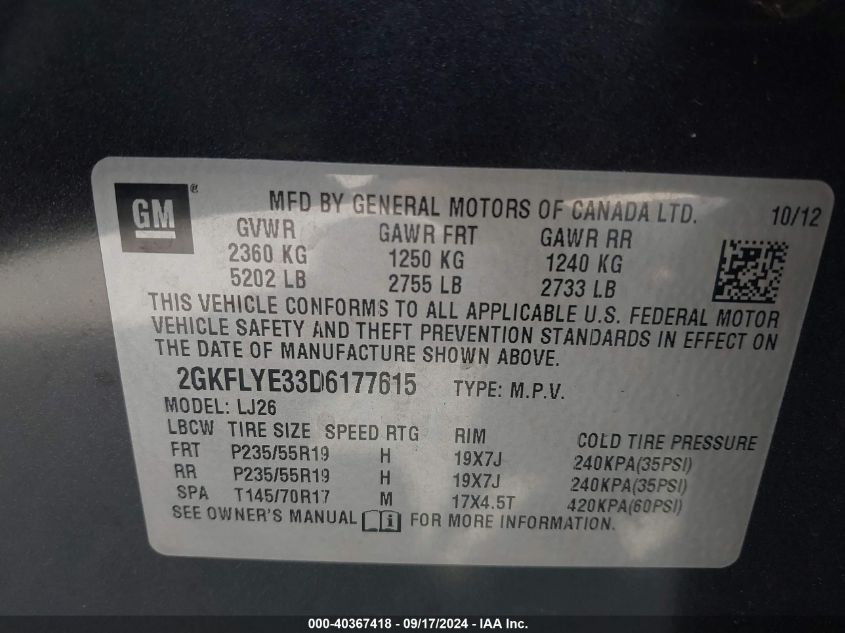 GM ® MFD BY GENERAL MOTORS OF CANADA LTD. 10/12
GVWR GAWR FRT GAWR RR
2360 KG 1250 KG 1240 KG
5202 LB 2755 LB 2733 LB
THIS VEHICLE CONFORMS TO ALL APPLICABLE U.S. FEDERAL MOTOR
VEHICLE SAFETY AND THEFT PREVENTION STANDARDS IN EFFECT ON
THE DATE OF MANUFACTURE SHOWN ABOVE.
2GKFLYE33D6177615 TYPE: M.P.V.
MODEL: LJ26
LBCW TIRE SIZE SPEED RTG RIM COLD TIRE PRESSURE
FRT P235/55R19 H 19X7J 240KPA(35PSI)
RR P235/55R19 H 19X7J 240KPA(35PSI)
SPA T145/70R17 M 17X4.5T 420KPA(60PSI)
SEE OWNER'S MANUAL i FOR MORE INFORMATION.
000-40367418 - 09/17/2024 - IAA Inc.